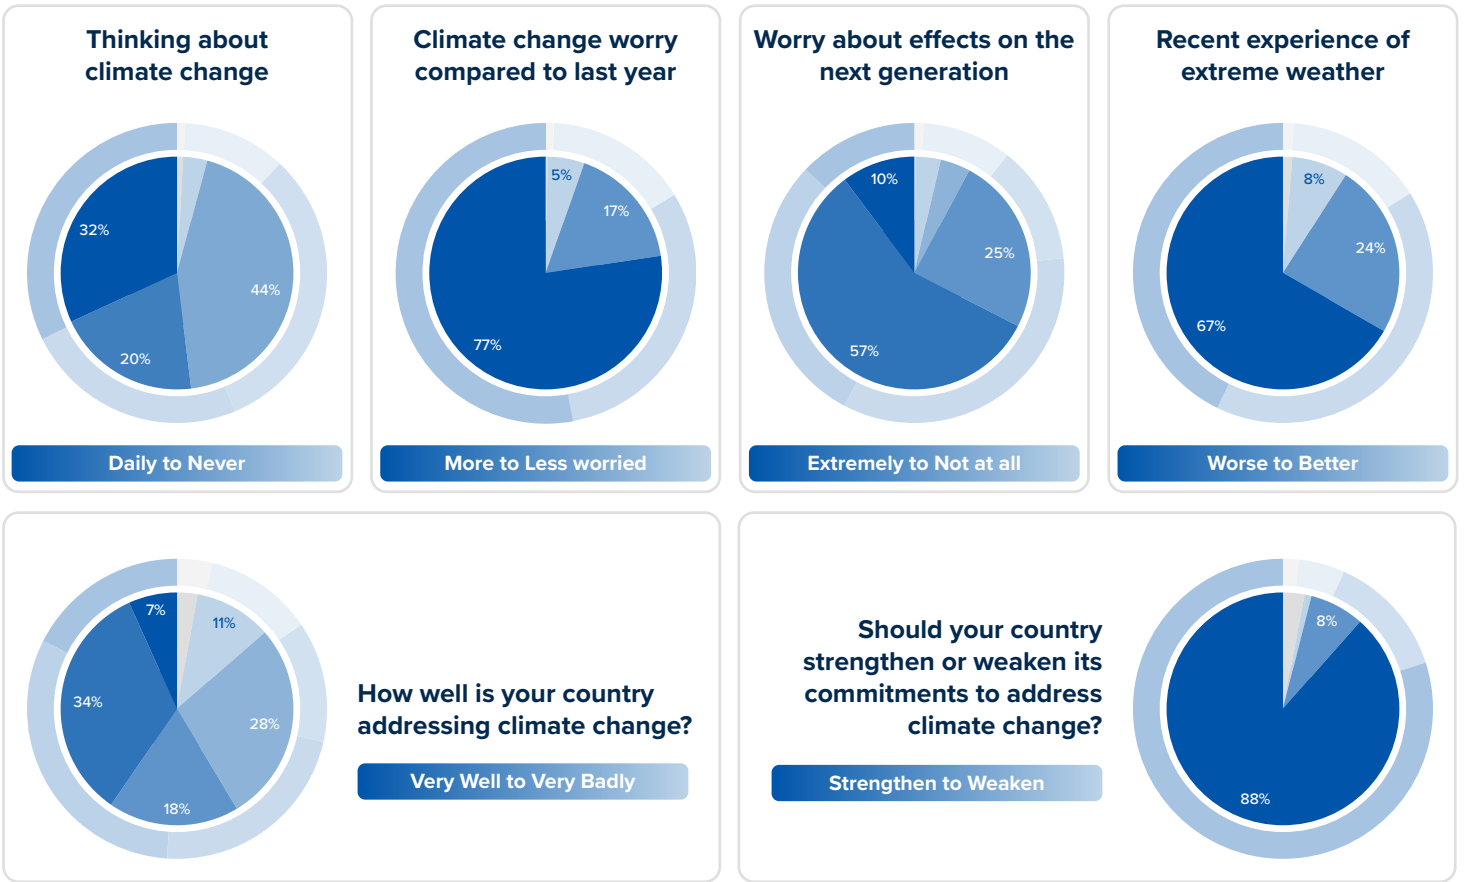 Thinking about
climate change
32%
44%
20%
Daily to Never
Climate change worry
compared to last year
5%
17%
77%
More to Less worried
Worry about effects on the
next generation
10%
25%
57%
Extremely to Not at all
Recent experience of
extreme weather
8%
24%
67%
Worse to Better
7%
11%
34%
28%
18%
How well is your country
addressing climate change?
Very Well to Very Badly
Should your country
strengthen or weaken its
commitments to address
climate change?
Strengthen to Weaken
8%
88%